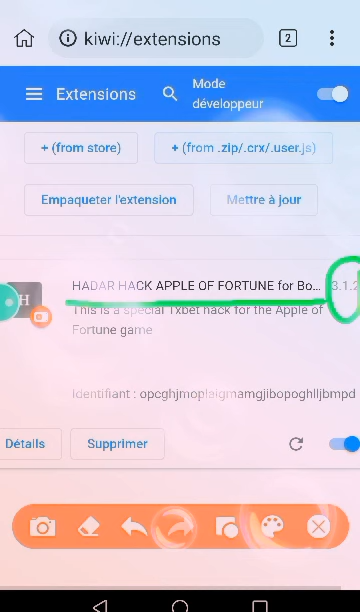 kiwi://extensions
2
Extensions
Mode
développeur
+ (from store)
+ (from .zip/.crx/.user.js)
Empaqueter l'extension
Mettre à jour
H
HADAR HACK APPLE OF FORTUNE for Bo... 3.1.2
This is a special 1xbet hack for the Apple of
Fortune game
Identifiant :
Détails
Supprimer